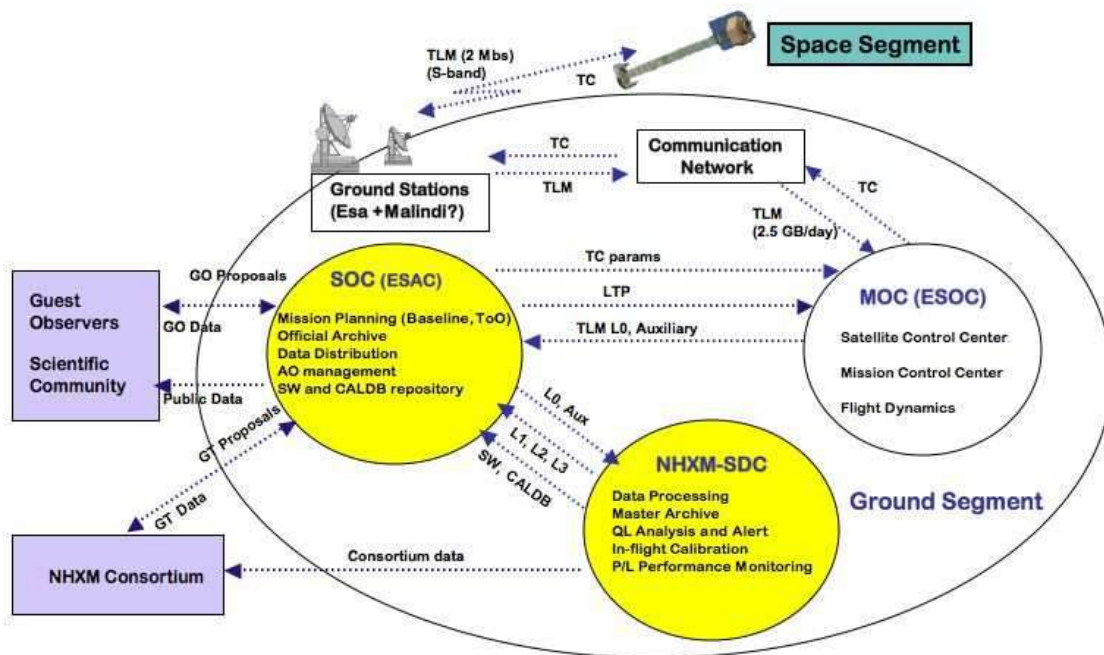 Space Segment
TLM (2 Mbs)
(S-band)
TC
TC
TLM
Communication
Network
TC
TLM
(2.5 GB/day)
Ground Stations
(Esa +Malindi?)
Guest
Observers
Scientific
Community
GO Proposals
GO Data
Public Data
SOC (ESAC)
Mission Planning (Baseline, ToO)
Official Archive
Data Distribution
AO management
SW and CALDB repository
TC params
LTP
TLM L0, Auxiliary
MOC (ESOC)
Satellite Control Center
Mission Control Center
Flight Dynamics
L0, Aux
L1, L2, L3
SW, CALDB
GT Proposals
GT Data
NHXM-SDC
Data Processing
Master Archive
QL Analysis and Alert
In-flight Calibration
P/L Performance Monitoring
Ground Segment
NHXM Consortium
Consortium data